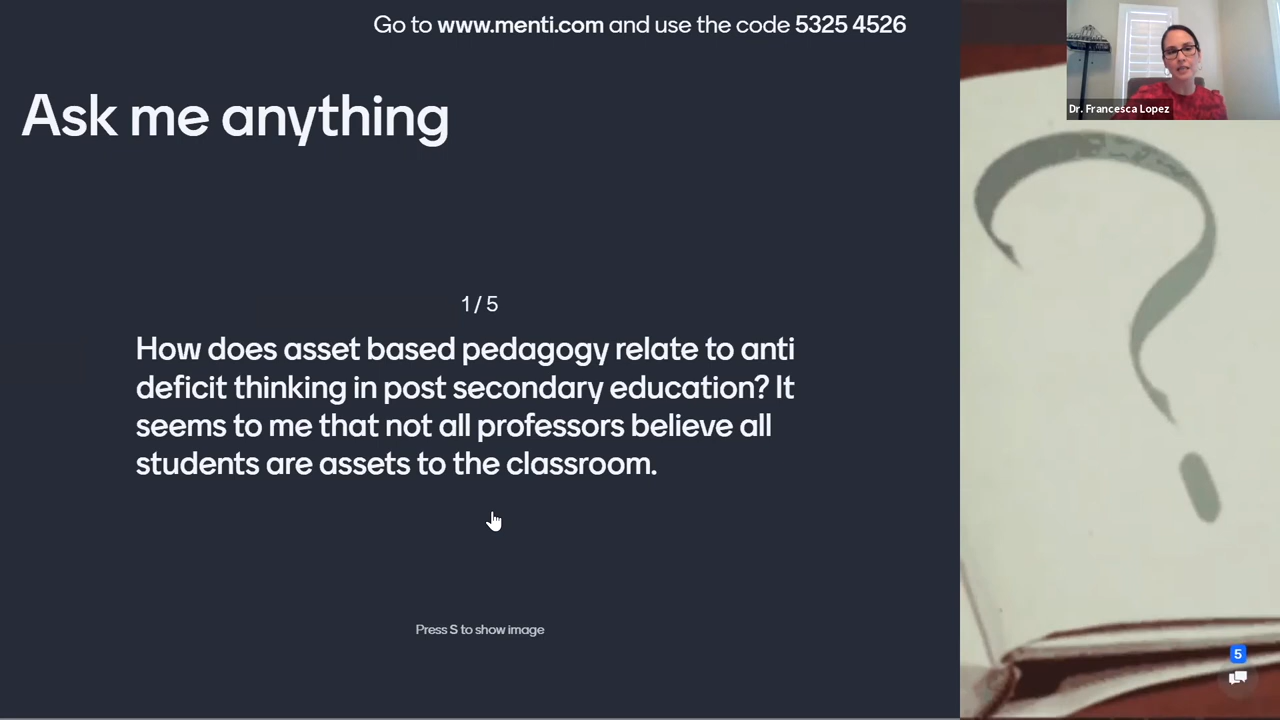 Go to www.menti.com and use the code 5325 4526
Dr. Francesca Lopez
Ask me anything
1 / 5
How does asset based pedagogy relate to anti
deficit thinking in post secondary education? It
seems to me that not all professors believe all
students are assets to the classroom.
Press S to show image
5